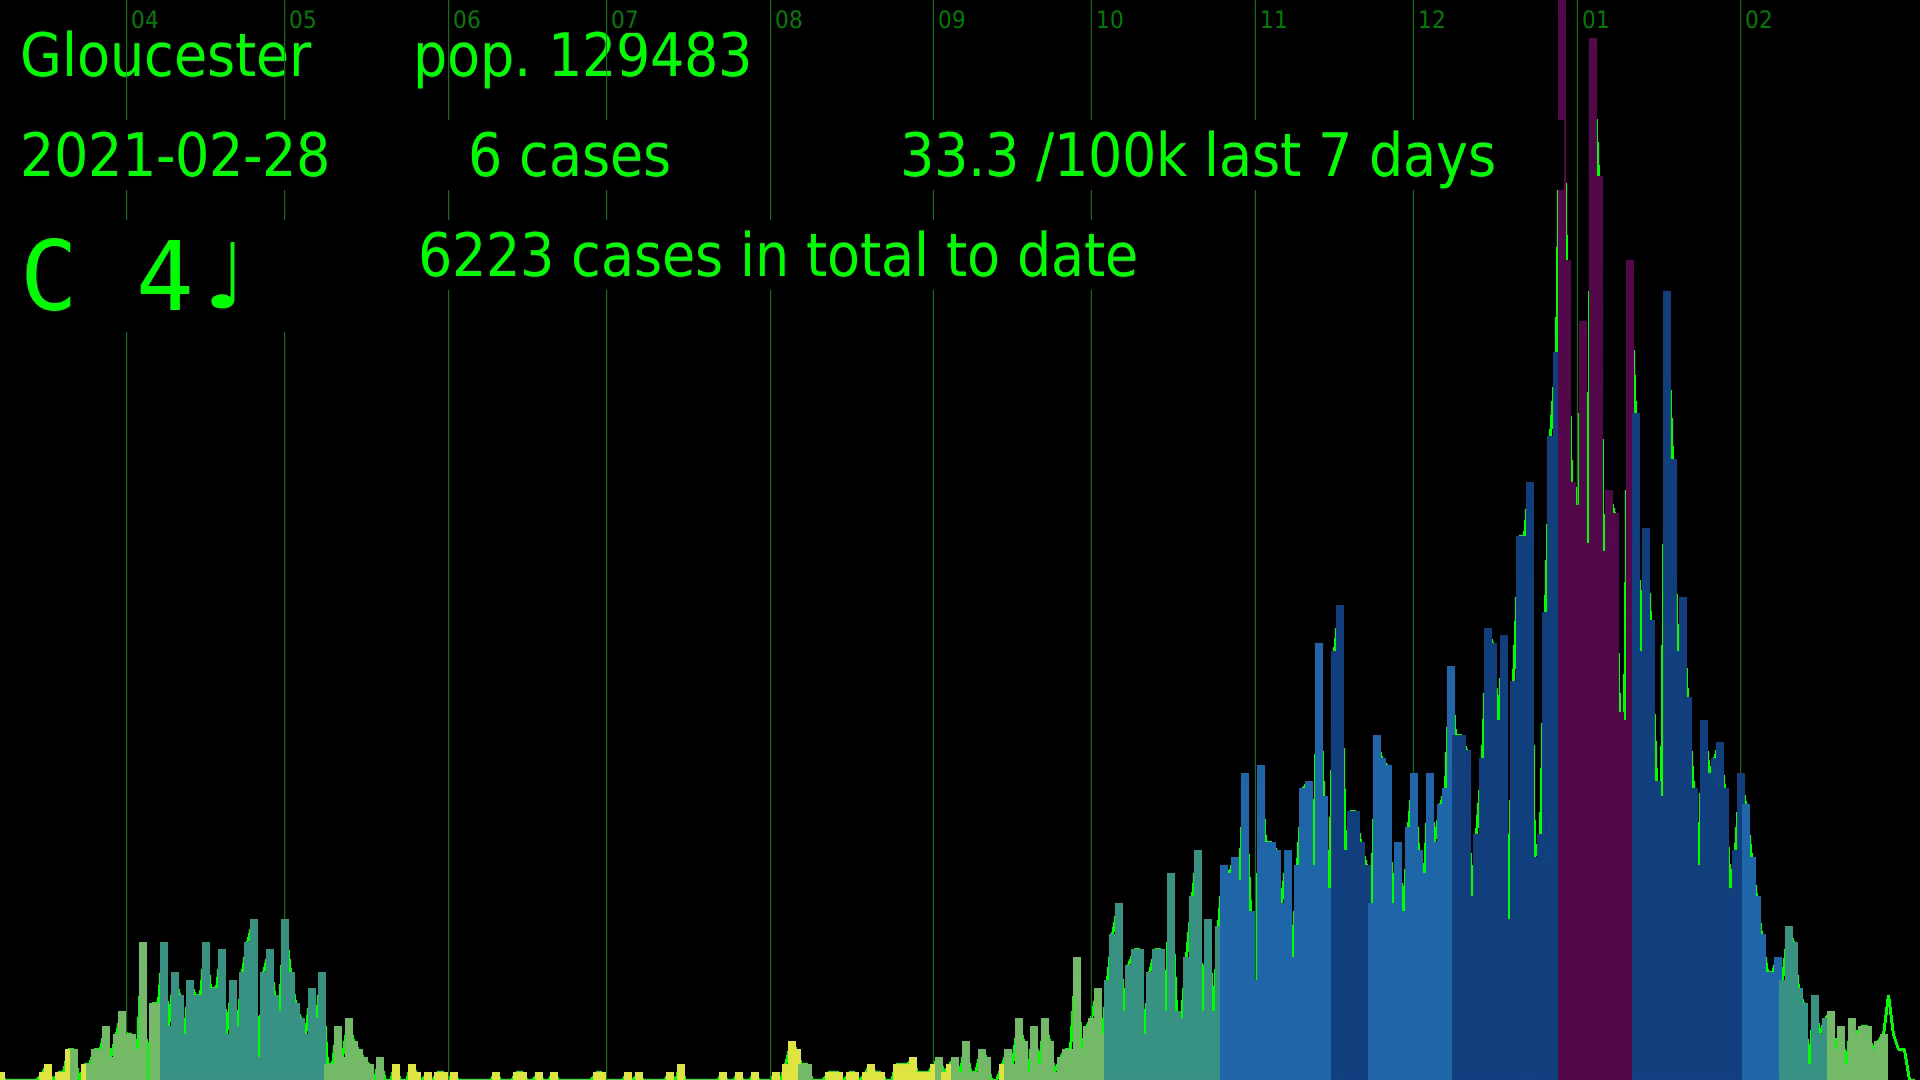 04 05 06 07 08 09 10 11 12 01 02
Gloucester pop. 129483
2021-02-28 6 cases 33.3 /100k last 7 days
C 4♩ 6223 cases in total to date